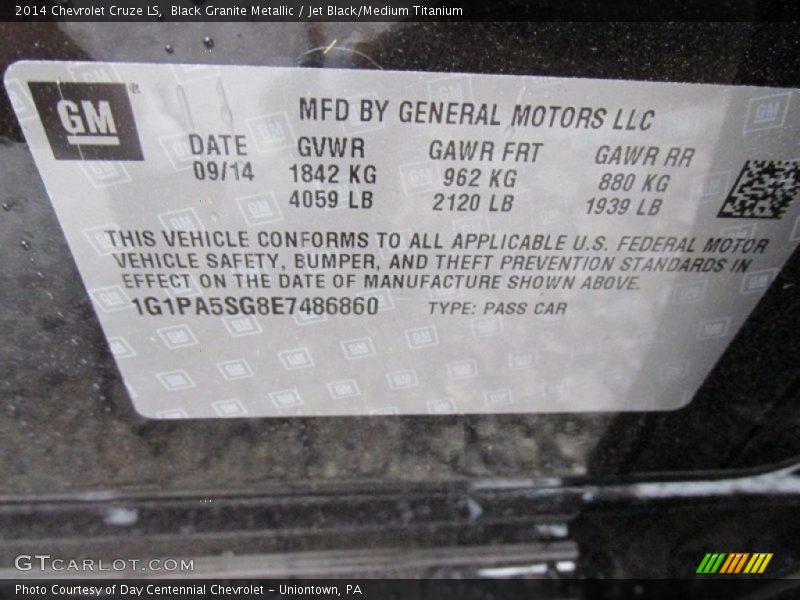 2014 Chevrolet Cruze LS,  Black Granite Metallic / Jet Black/Medium Titanium
GM
MFD BY GENERAL MOTORS LLC
DATE GVWR GAWR FRT GAWR RR
09/14 1842 KG 962 KG 880 KG
4059 LB 2120 LB 1939 LB
THIS VEHICLE CONFORMS TO ALL APPLICABLE U.S. FEDERAL MOTOR
VEHICLE SAFETY, BUMPER, AND THEFT PREVENTION STANDARDS IN
EFFECT ON THE DATE OF MANUFACTURE SHOWN ABOVE.
1G1PA5SG8E7486860 TYPE: PASS CAR
GTCARLOT.COM
Photo Courtesy of Day Centennial Chevrolet - Uniontown, PA